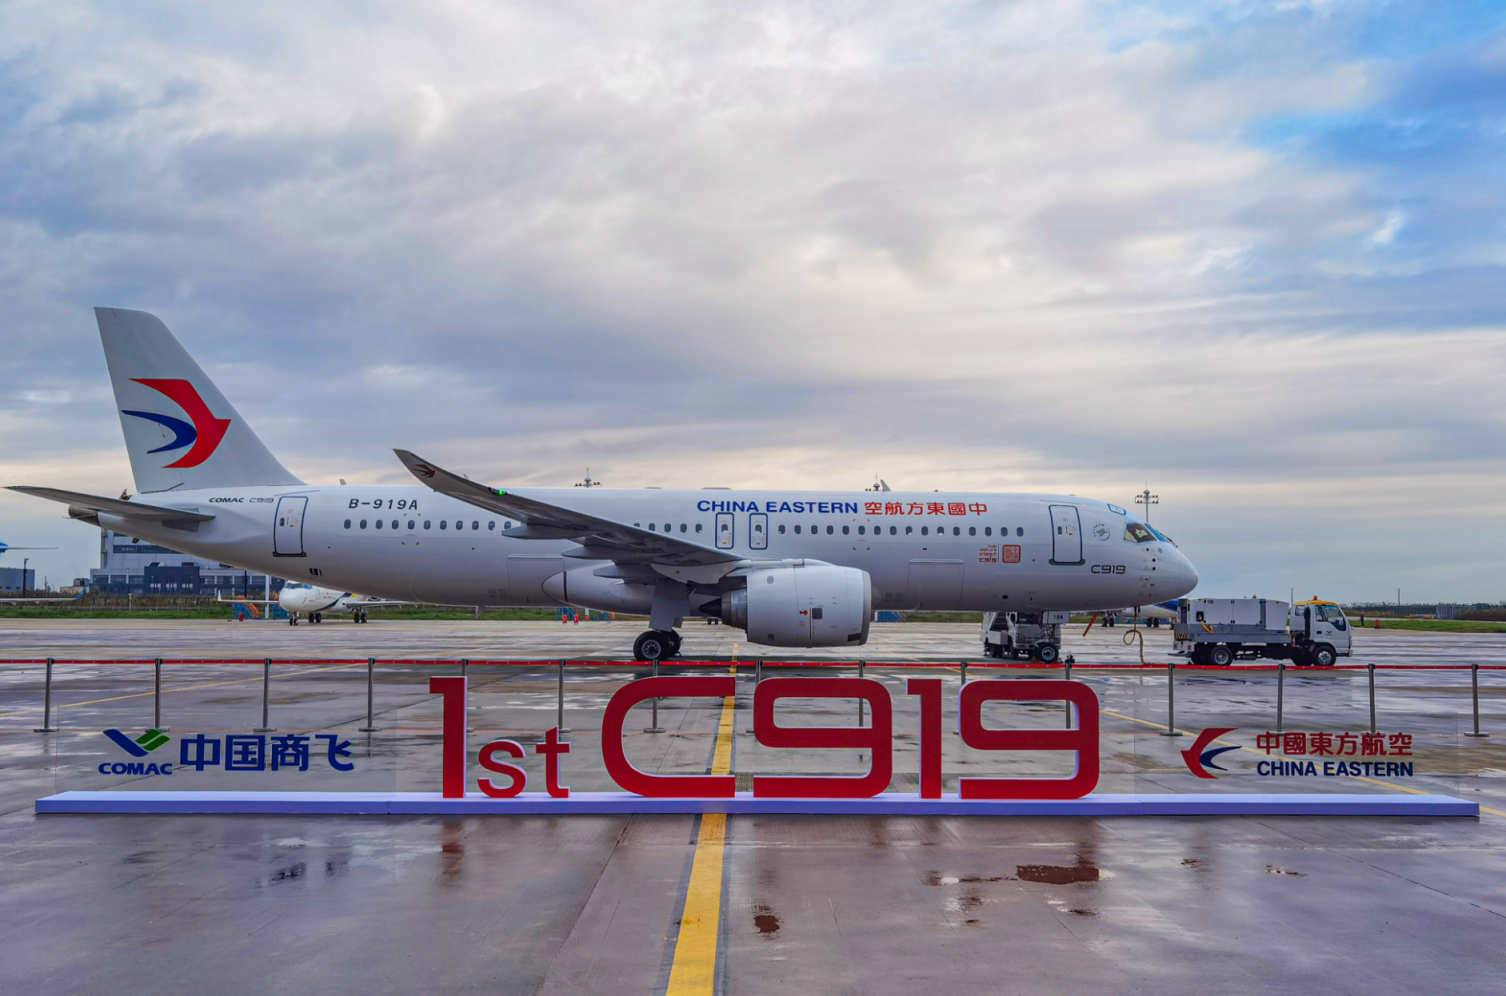 COMAC C919
B-919A
CHINA EASTERN 空航方東國中
C919
1st C919
COMAC 中国商飞
中國東方航空
CHINA EASTERN